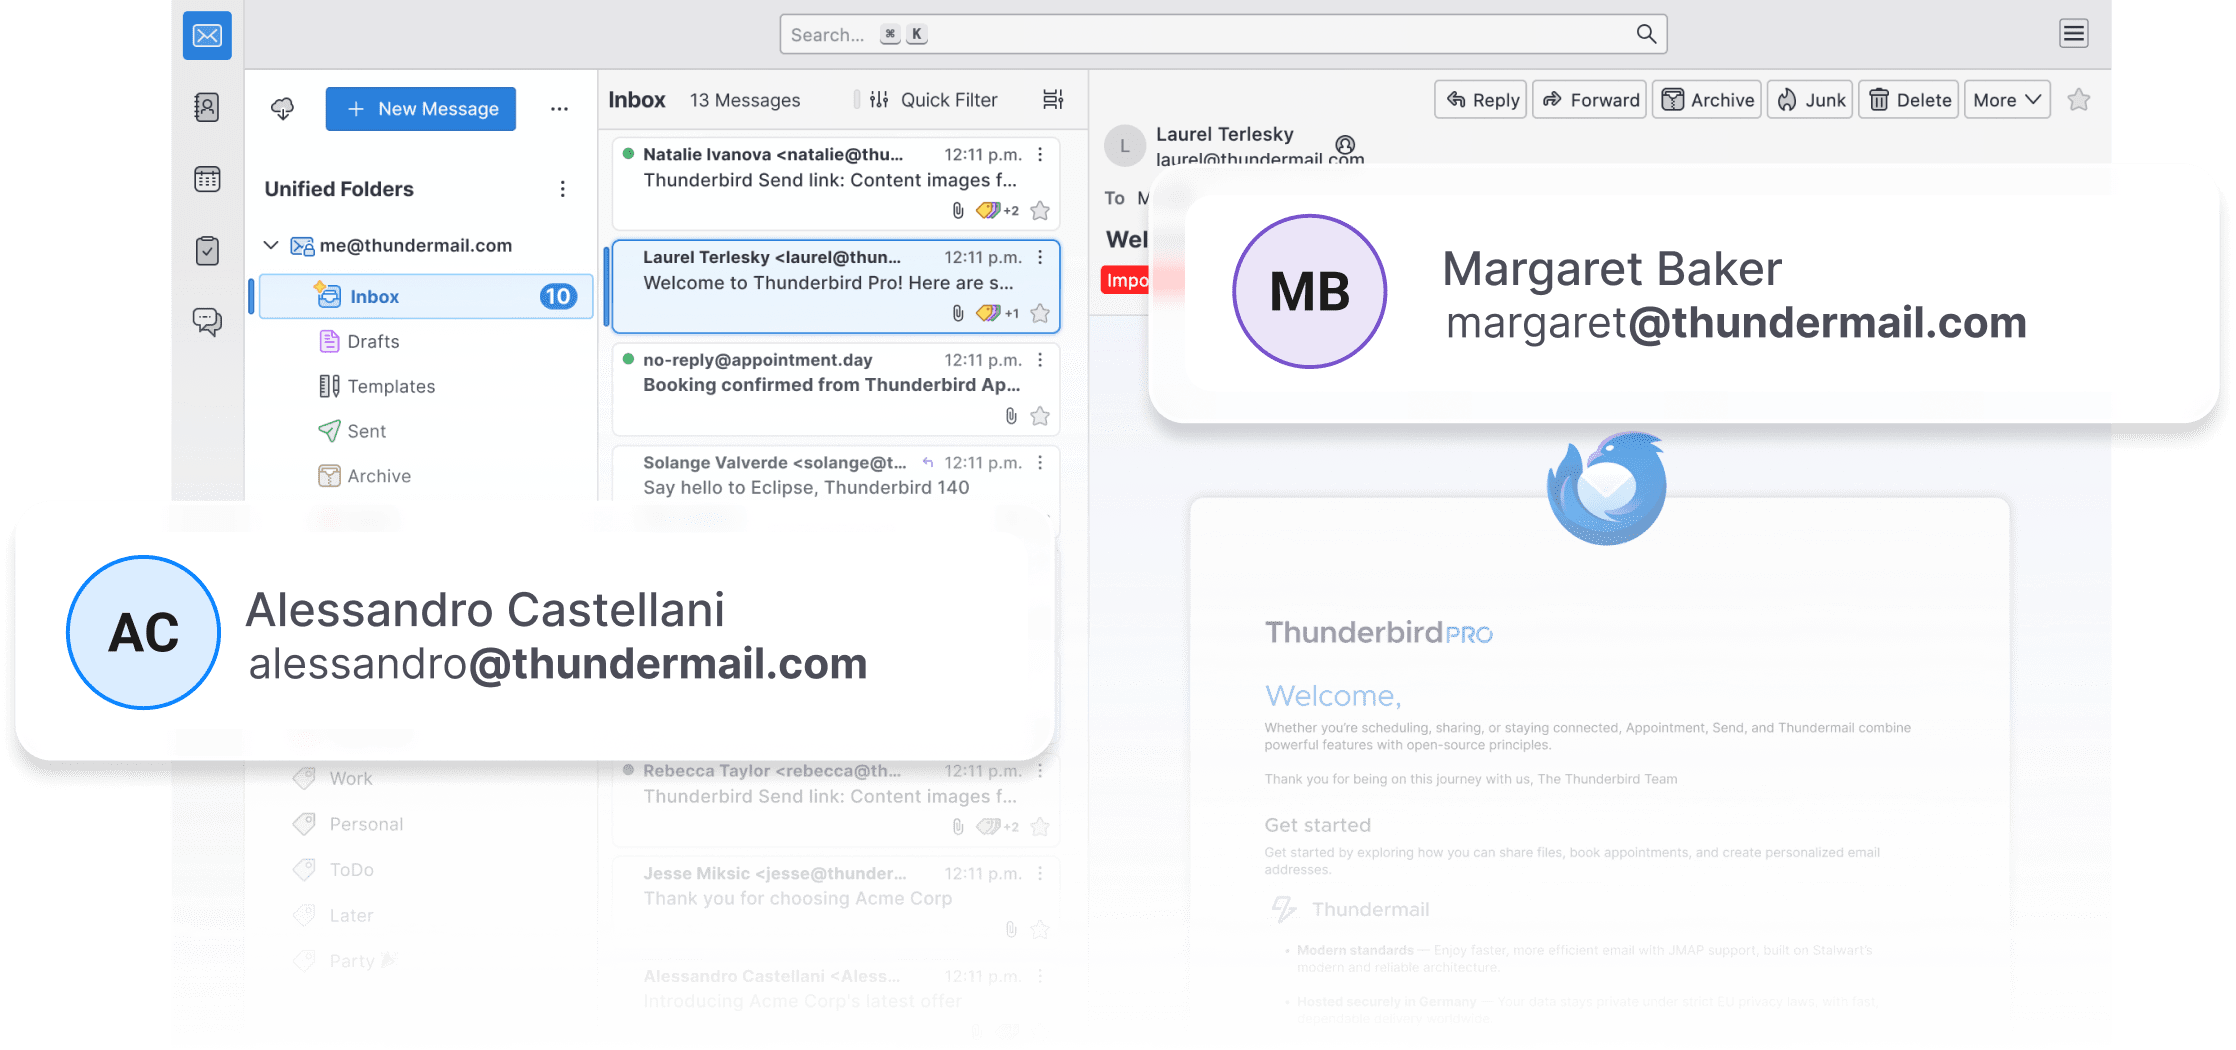 Search... ⌘ K
New Message
Unified Folders
me@thundermail.com
Inbox 10
Drafts
Templates
Sent
Archive
Work
Personal
ToDo
Later
Party
Inbox 13 Messages Quick Filter
Natalie Ivanova <natalie@thu... 12:11 p.m.
Thunderbird Send link: Content images f...
+2
Laurel Terlesky <laurel@thun... 12:11 p.m.
Welcome to Thunderbird Pro! Here are s...
+1
no-reply@appointment.day 12:11 p.m.
Booking confirmed from Thunderbird Ap...
Solange Valverde <solange@t... 12:11 p.m.
Say hello to Eclipse, Thunderbird 140
Rebecca Taylor <rebecca@th... 12:11 p.m.
Thunderbird Send link: Content images f...
+2
Jesse Miksic <jesse@thunder... 12:11 p.m.
Thank you for choosing Acme Corp
Alessandro Castellani <Aless... 12:11 p.m.
Introducing Acme Corp's latest offer
Reply Forward Archive Junk Delete More
L Laurel Terlesky
laurel@thundermail.com
To M
Wel
Impo
MB Margaret Baker
margaret@thundermail.com
AC Alessandro Castellani
alessandro@thundermail.com
Thunderbird PRO
Welcome,
Whether you're scheduling, sharing, or staying connected, Appointment, Send, and Thundermail combine
powerful features with open-source principles.
Thank you for being on this journey with us, The Thunderbird Team
Get started
Get started by exploring how you can share files, book appointments, and create personalized email
addresses.
Thundermail
• Modern standards — Enjoy faster, more efficient email with JMAP support, built on Stalwart's
modern and reliable architecture.
• Hosted securely in Germany — Your data stays private under strict EU privacy laws, with fast,
dependable delivery worldwide.